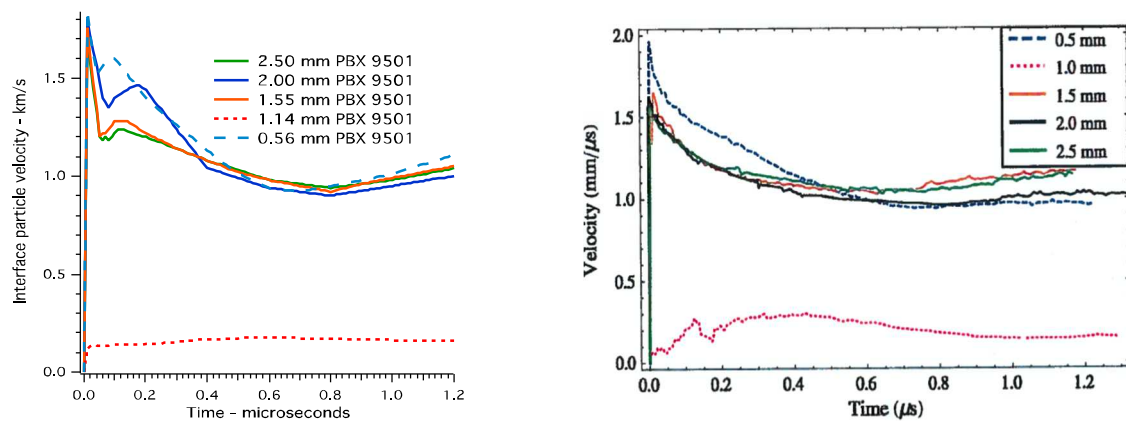 Interface particle velocity - km/s
1.5
1.0
0.5
0.0
2.50 mm PBX 9501
2.00 mm PBX 9501
1.55 mm PBX 9501
1.14 mm PBX 9501
0.56 mm PBX 9501
0.0 0.2 0.4 0.6 0.8 1.0 1.2
Time - microseconds
Velocity (mm/μs)
2.0
1.5
1.0
0.5
0.0
0.5 mm
1.0 mm
1.5 mm
2.0 mm
2.5 mm
0.0 0.2 0.4 0.6 0.8 1.0 1.2
Time (μs)